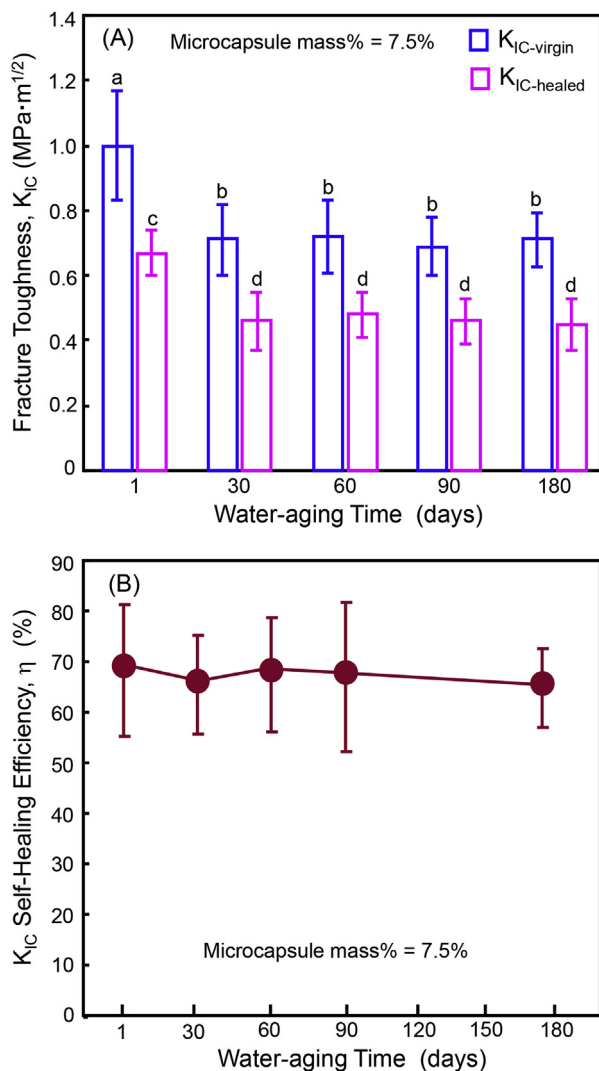 (A)
Microcapsule mass% = 7.5%
K_IC-virgin
K_IC-healed
Fracture Toughness, K_IC (MPa·m^1/2)
1.4
1.2
1.0
0.8
0.6
0.4
0.2
0
a
c
b
d
b
d
b
d
b
d
1 30 60 90 180
Water-aging Time (days)
(B)
K_IC Self-Healing Efficiency, η (%)
90
80
70
60
50
40
30
20
10
0
Microcapsule mass% = 7.5%
1 30 60 90 120 150 180
Water-aging Time (days)